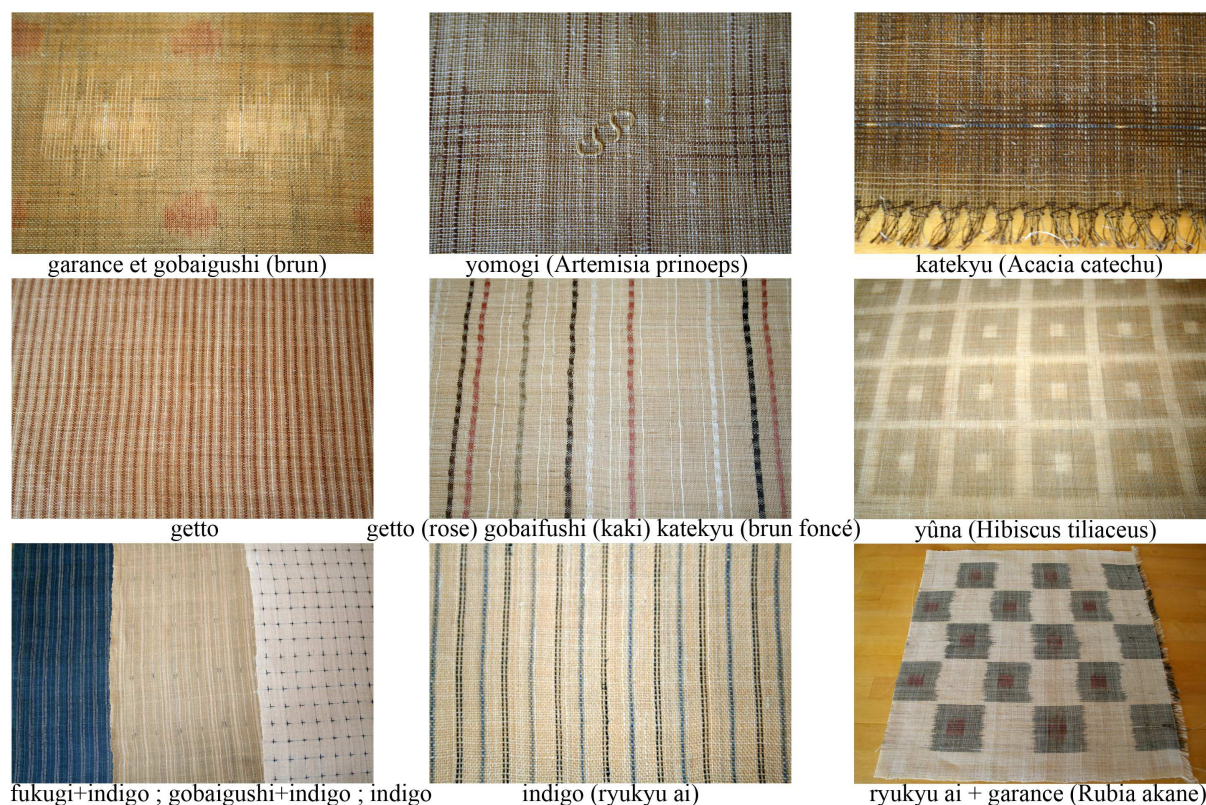 garance et gobaigushi (brun)
yomogi (Artemisia prinoeps)
katekyu (Acacia catechu)
getto
getto (rose) gobaifushi (kaki) katekyu (brun foncé)
yûna (Hibiscus tiliaceus)
fukugi+indigo ; gobaigushi+indigo ; indigo
indigo (ryukyu ai)
ryukyu ai + garance (Rubia akane)